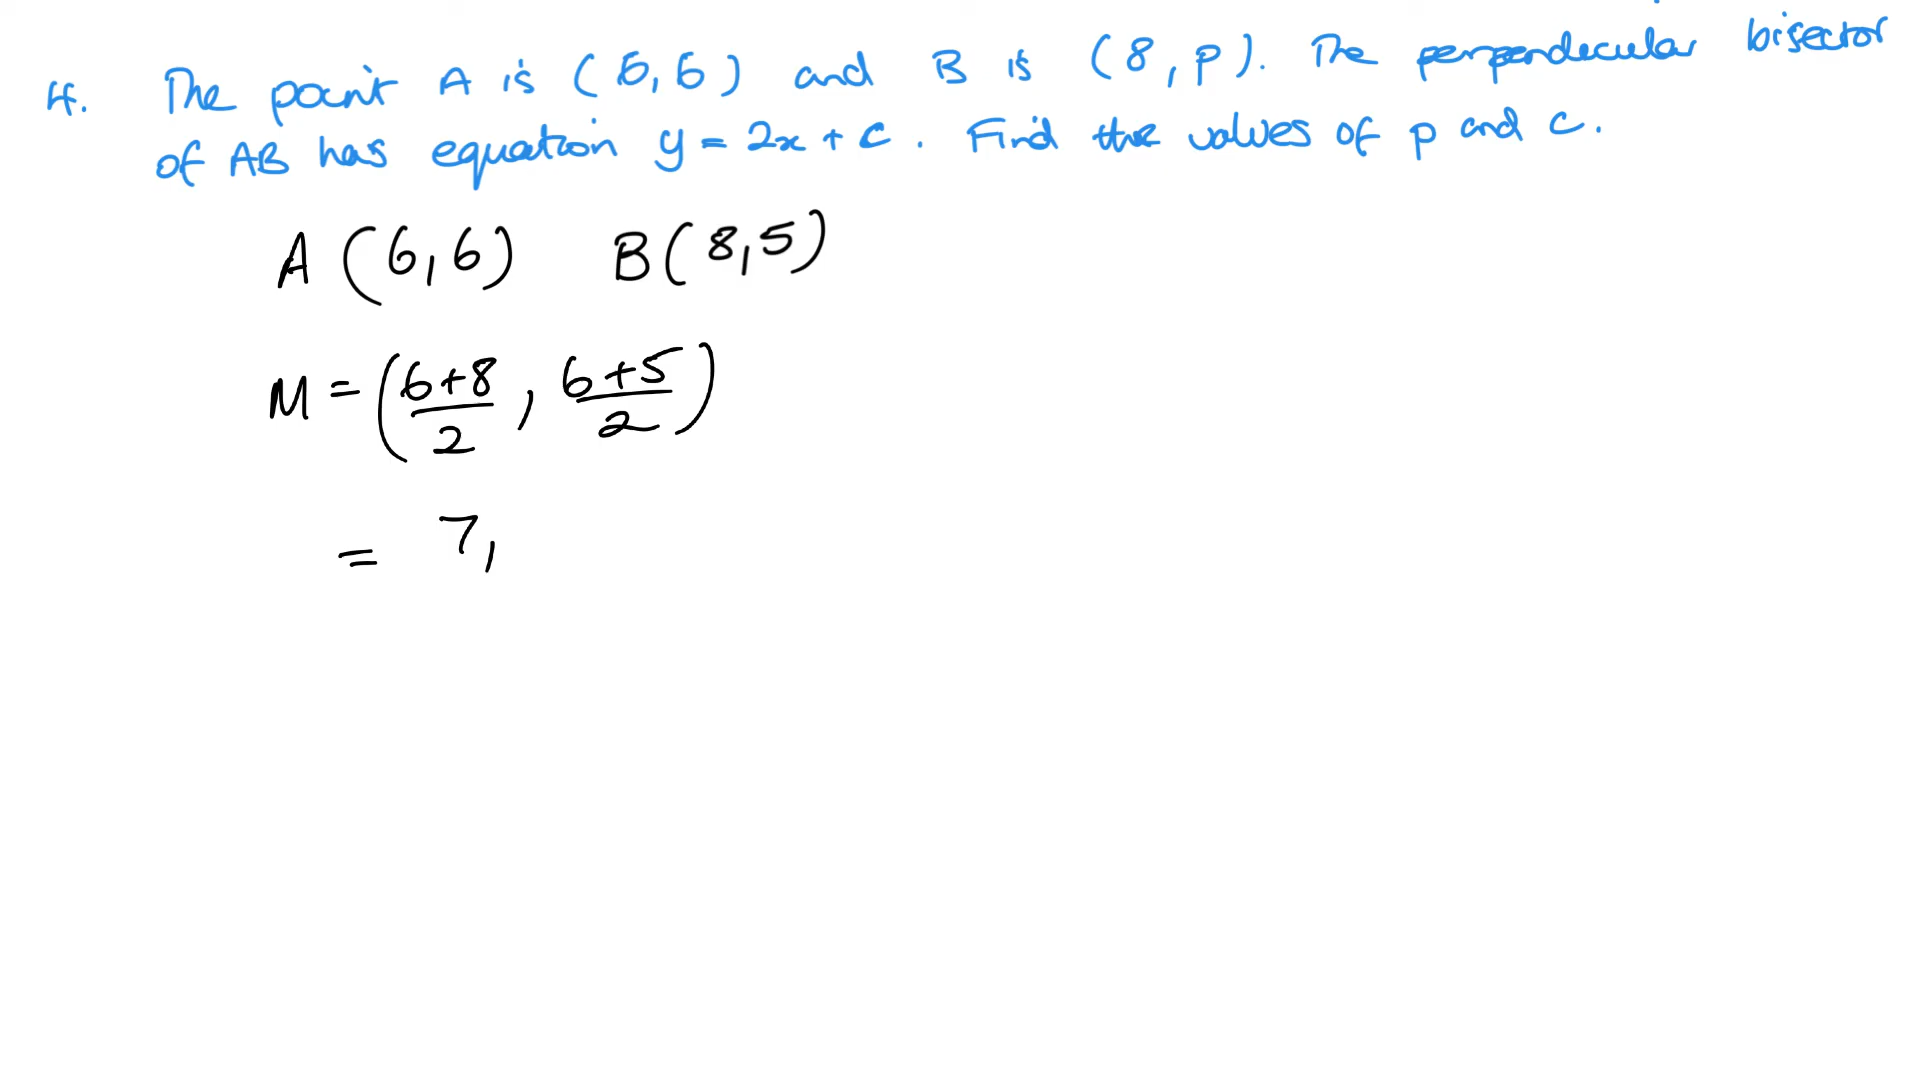 4. The point A is (6,6) and B is (8,p). The perpendicular bisector
of AB has equation y = 2x + c. Find the values of p and c.
A (6,6) B(8,5)
M = (6+8/2, 6+5/2)
= 7,